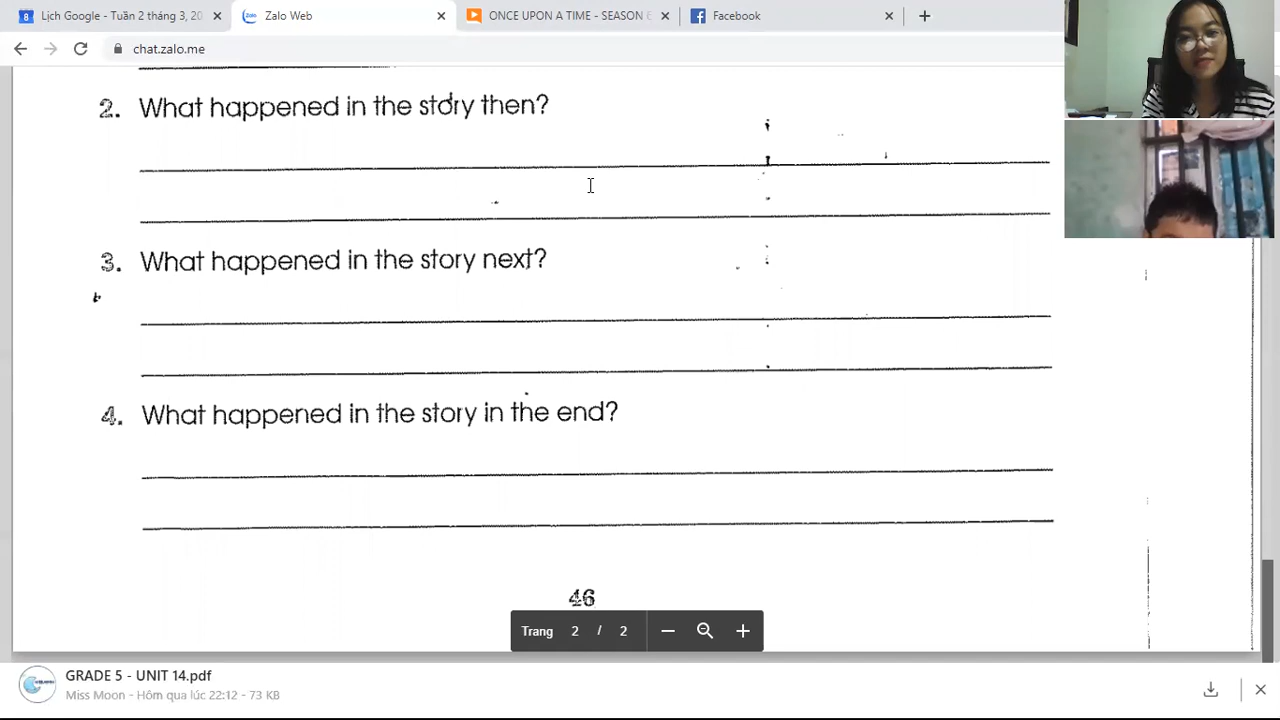 Lịch Google - Tuần 2 tháng 3, 20
Zalo Web
ONCE UPON A TIME - SEASON
Facebook
chat.zalo.me
2. What happened in the story then?
3. What happened in the story next?
4. What happened in the story in the end?
46
Trang 2 / 2
GRADE 5 - UNIT 14.pdf
Miss Moon - Hôm qua lúc 22:12 - 73 KB